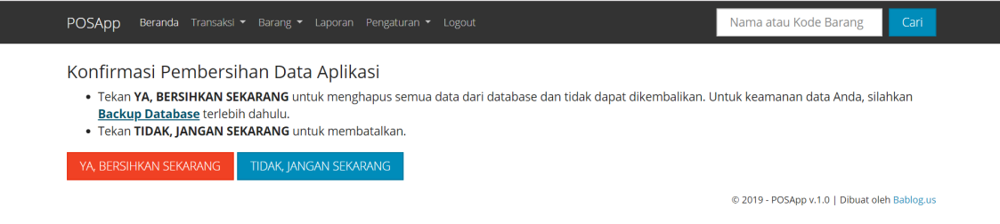 POSApp Beranda Transaksi Barang Laporan Pengaturan Logout Nama atau Kode Barang Cari
Konfirmasi Pembersihan Data Aplikasi
• Tekan YA, BERSIHKAN SEKARANG untuk menghapus semua data dari database dan tidak dapat dikembalikan. Untuk keamanan data Anda, silahkan
Backup Database terlebih dahulu.
• Tekan TIDAK, JANGAN SEKARANG untuk membatalkan.
YA, BERSIHKAN SEKARANG TIDAK, JANGAN SEKARANG
© 2019 - POSApp v.1.0 | Dibuat oleh Bablog.us